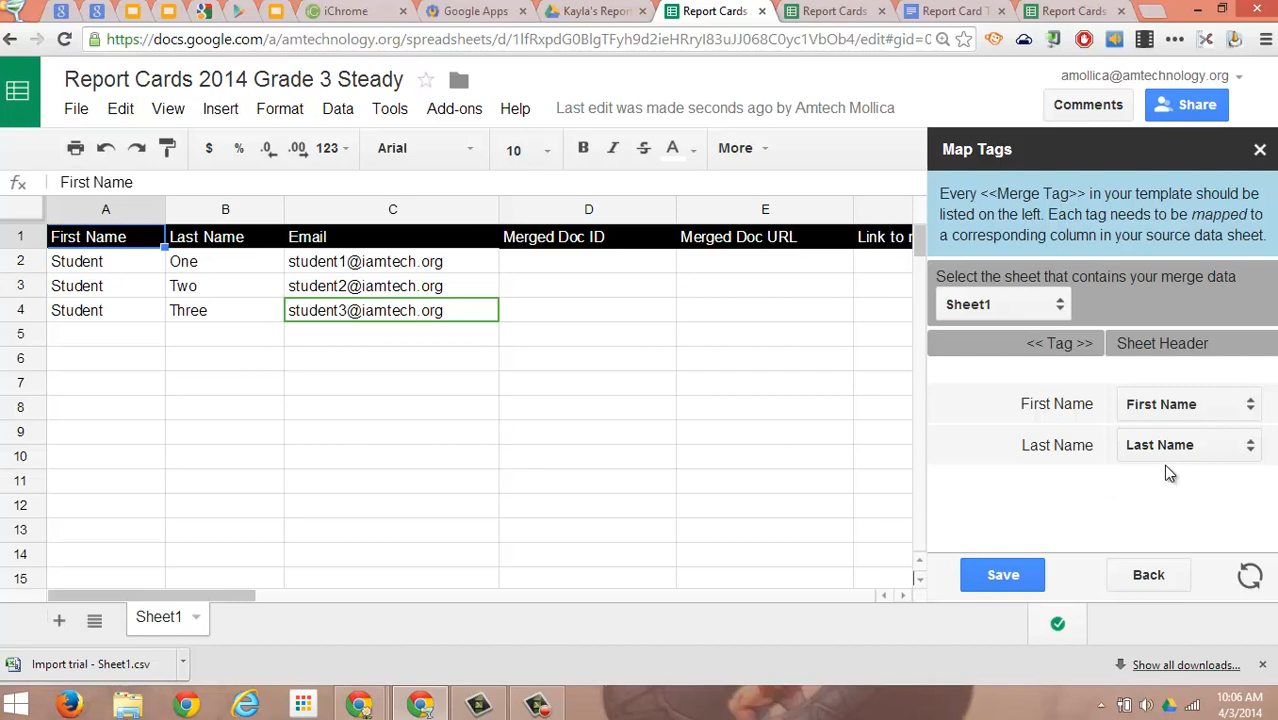 iChrome
Google Apps
Kayla's Report
Report Cards
Report Cards
Report Card T
Report Cards
https://docs.google.com/a/amtechnology.org/spreadsheets/d/
Report Cards 2014 Grade 3 Steady
amollica@amtechnology.org
File Edit View Insert Format Data Tools Add-ons Help
Last edit was made seconds ago by Amtech Mollica
Comments
Share
$ % .0 .00 123
Arial
10
B I S A
More
Map Tags
fx First Name
Every <<Merge Tag>> in your template should be
listed on the left. Each tag needs to be mapped to
a corresponding column in your source data sheet.
A B C D E
1 First Name Last Name Email Merged Doc ID Merged Doc URL Link to
2 Student One student1@iamtech.org
3 Student Two student2@iamtech.org
4 Student Three student3@iamtech.org
5
6
7
8
9
10
11
12
13
14
15
Select the sheet that contains your merge data
Sheet1
<< Tag >> Sheet Header
First Name First Name
Last Name Last Name
Save
Back
Sheet1
Import trial - Sheet1.csv
Show all downloads...
10:06 AM
4/3/2014